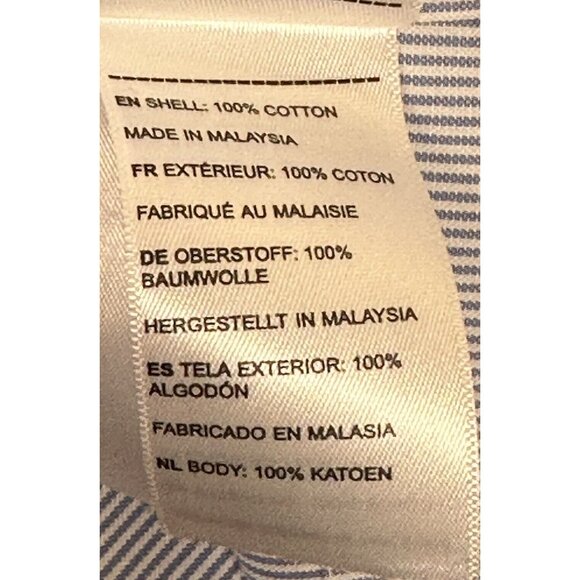 EN SHELL: 100% COTTON
MADE IN MALAYSIA
FR EXTÉRIEUR: 100% COTON
FABRIQUÉ AU MALAISIE
DE OBERSTOFF: 100%
BAUMWOLLE
HERGESTELLT IN MALAYSIA
ES TELA EXTERIOR: 100%
ALGODÓN
FABRICADO EN MALASIA
NL BODY: 100% KATOEN